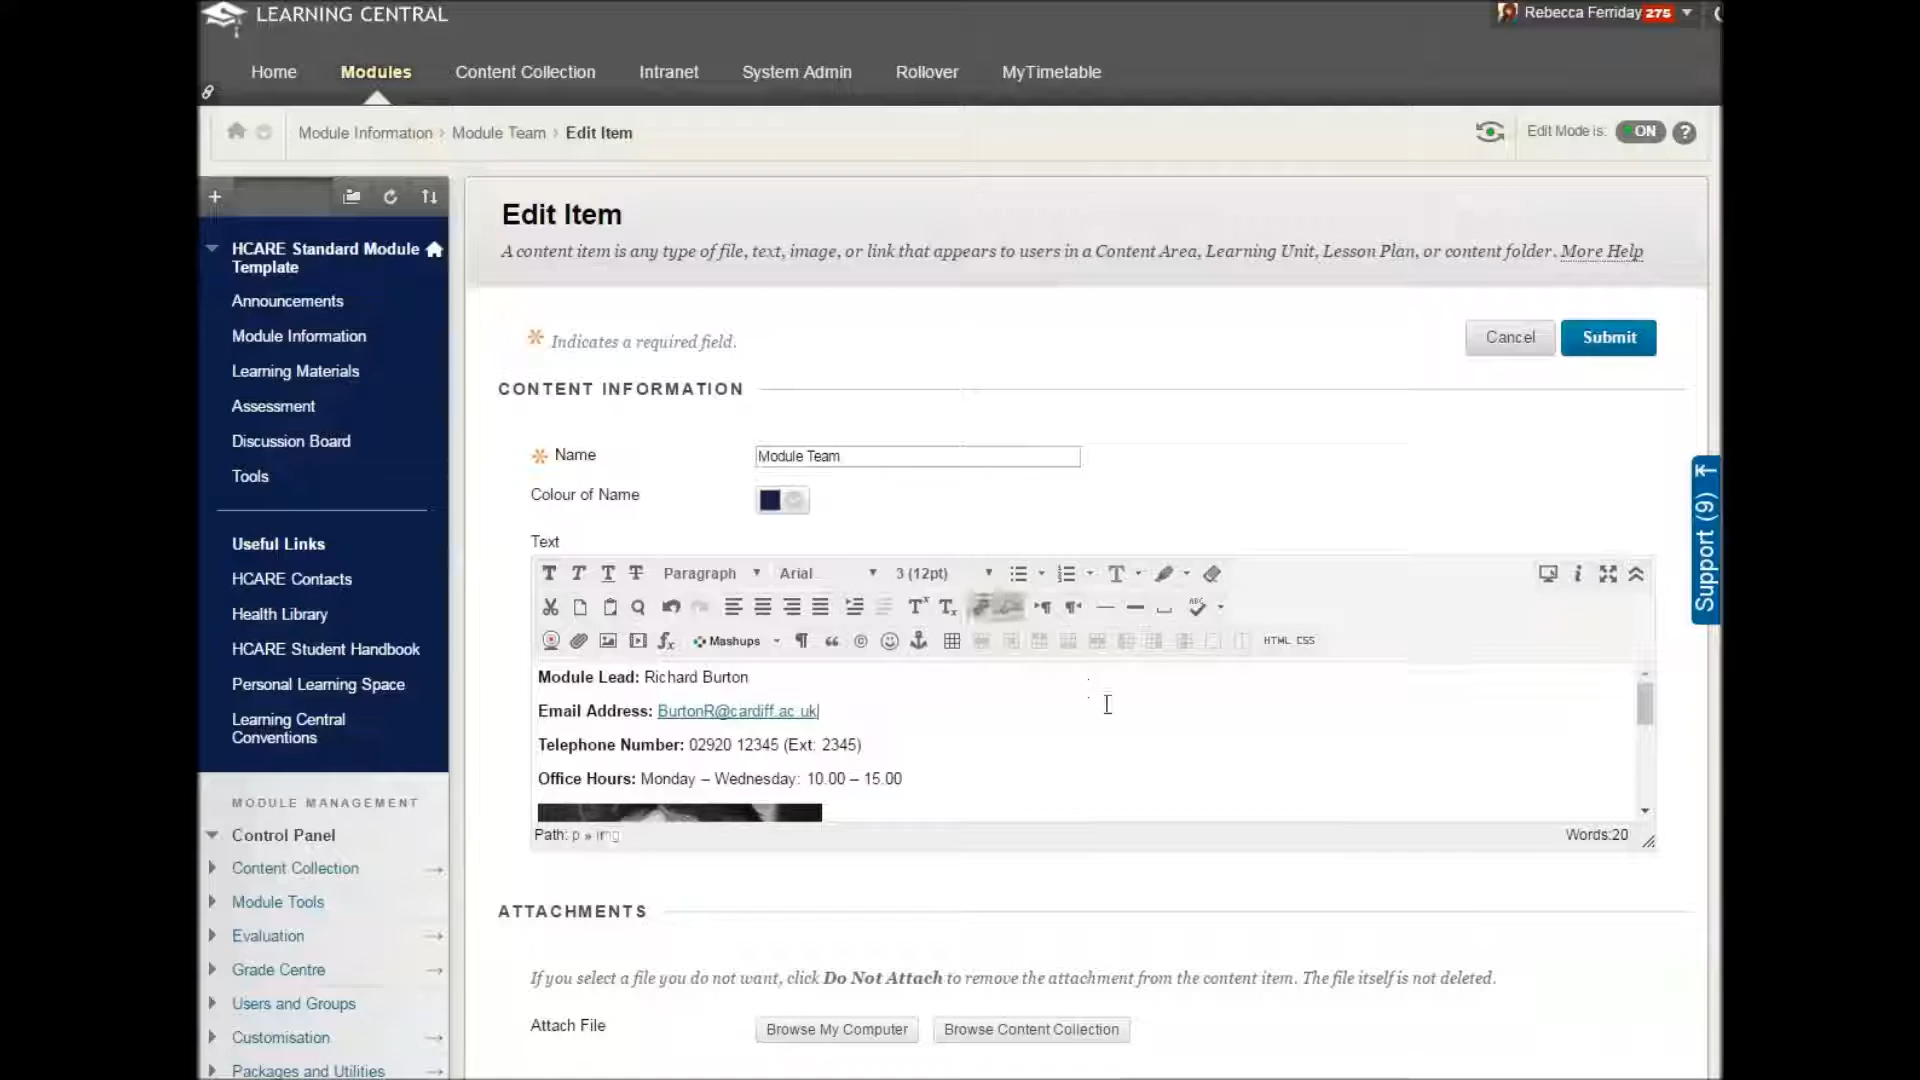 LEARNING CENTRAL
Rebecca Ferriday 275
Home Modules Content Collection Intranet System Admin Rollover MyTimetable
Module Information › Module Team › Edit Item
Edit Mode is: ON ?
HCARE Standard Module
Template
Announcements
Module Information
Learning Materials
Assessment
Discussion Board
Tools
Useful Links
HCARE Contacts
Health Library
HCARE Student Handbook
Personal Learning Space
Learning Central
Conventions
MODULE MANAGEMENT
Control Panel
Content Collection
Module Tools
Evaluation
Grade Centre
Users and Groups
Customisation
Packages and Utilities
Edit Item
A content item is any type of file, text, image, or link that appears to users in a Content Area, Learning Unit, Lesson Plan, or content folder. More Help
Indicates a required field.
Cancel Submit
CONTENT INFORMATION
Name Module Team
Colour of Name
Text
T T T T Paragraph Arial 3 (12pt)
ABC
Mashups HTML CSS
Module Lead: Richard Burton
Email Address: BurtonR@cardiff.ac.uk
Telephone Number: 02920 12345 (Ext: 2345)
Office Hours: Monday – Wednesday: 10.00 – 15.00
Path: p » img Words:20
ATTACHMENTS
If you select a file you do not want, click Do Not Attach to remove the attachment from the content item. The file itself is not deleted.
Attach File Browse My Computer Browse Content Collection
Support (9)